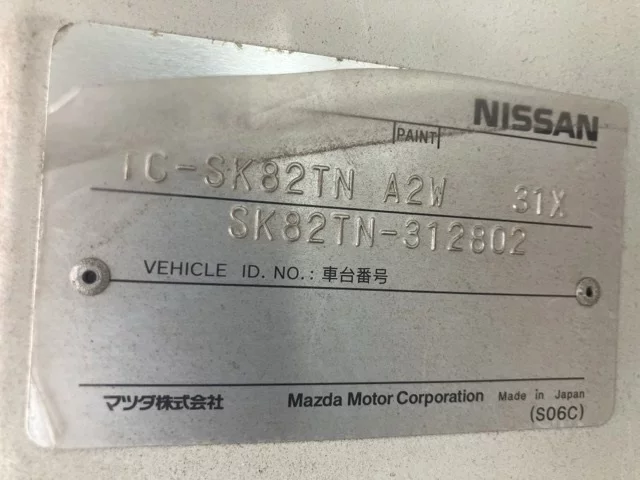 NISSAN
PAINT
TC-SK82TN A2W 31X
SK82TN-312802
VEHICLE ID. NO.: 車台番号
マツダ株式会社 Mazda Motor Corporation Made in Japan
(S06C)